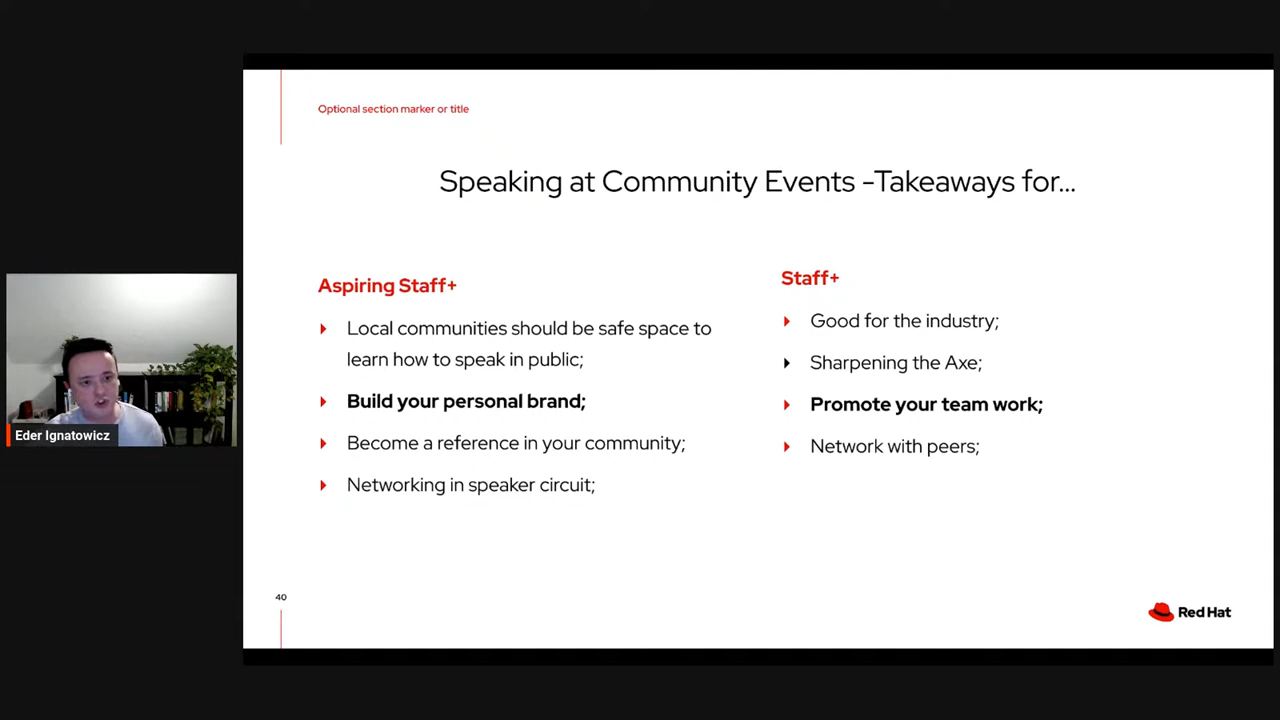 Optional section marker or title
Speaking at Community Events -Takeaways for...
Aspiring Staff+
Local communities should be safe space to
learn how to speak in public;
Build your personal brand;
Become a reference in your community;
Networking in speaker circuit;
Staff+
Good for the industry;
Sharpening the Axe;
Promote your team work;
Network with peers;
Eder Ignatowicz
40
Red Hat